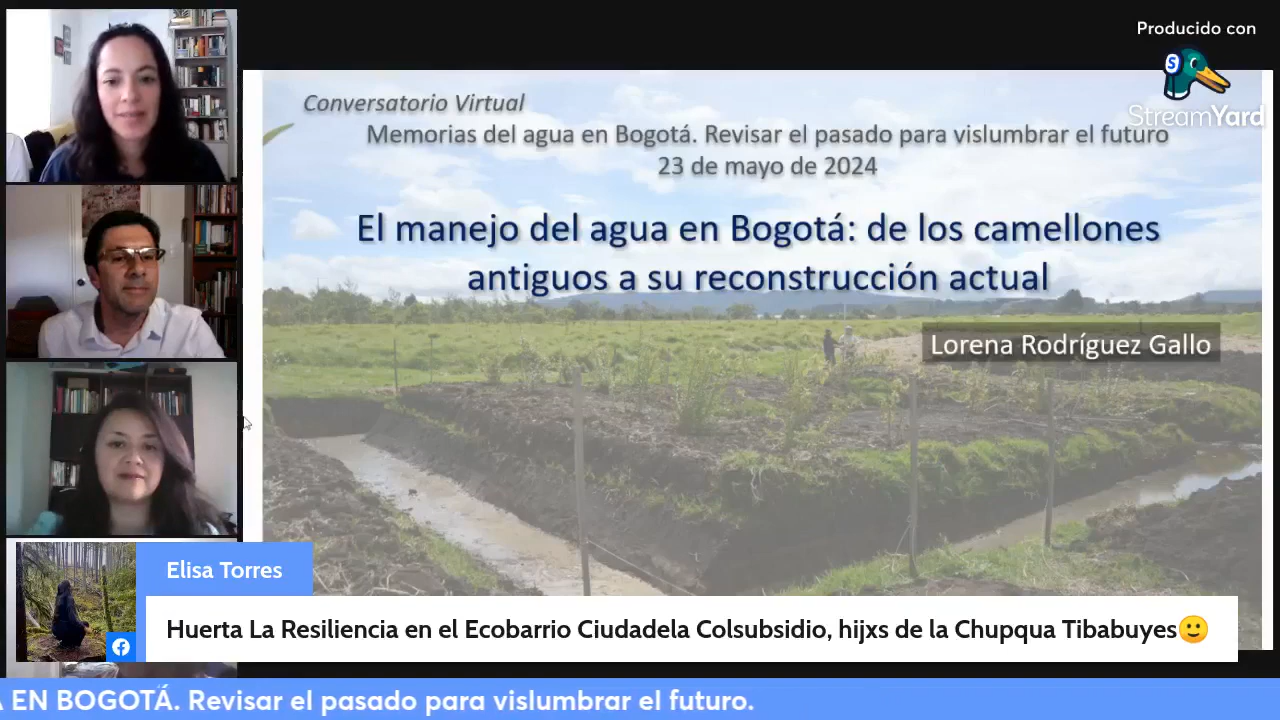 Producido con
StreamYard
Conversatorio Virtual
Memorias del agua en Bogotá. Revisar el pasado para vislumbrar el futuro
23 de mayo de 2024
El manejo del agua en Bogotá: de los camellones
antiguos a su reconstrucción actual
Lorena Rodríguez Gallo
Elisa Torres
Huerta La Resiliencia en el Ecobarrio Ciudadela Colsubsidio, hijxs de la Chupqua Tibabuyes🙂
A EN BOGOTÁ. Revisar el pasado para vislumbrar el futuro.